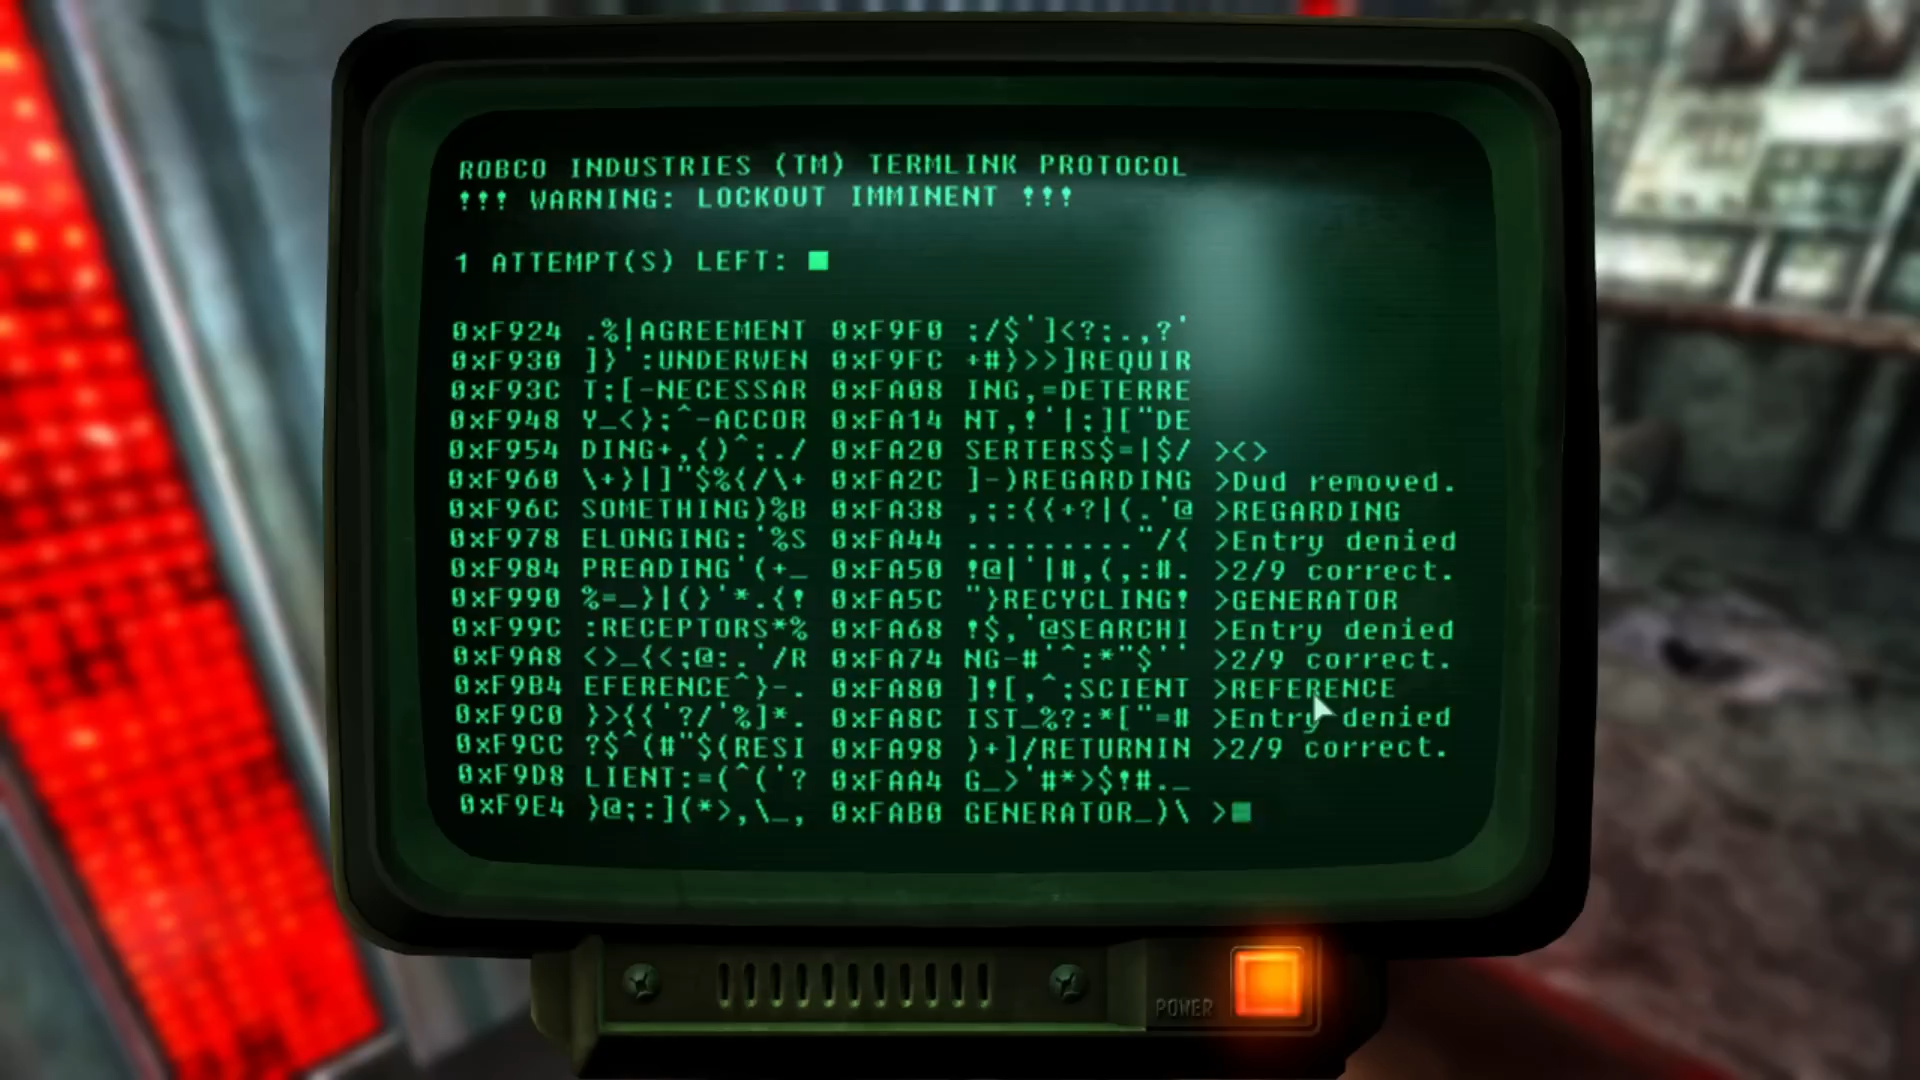 ROBCO INDUSTRIES (TM) TERMLINK PROTOCOL
!!! WARNING: LOCKOUT IMMINENT !!!
1 ATTEMPT(S) LEFT: ■
0xF924 .%|AGREEMENT 0xF9F0 ;/$']<?;.,?'
0xF930 ]}':UNDERWEN 0xF9FC +#}>>]REQUIR
0xF93C T;[-NECESSAR 0xFA08 ING,=DETERRE
0xF948 Y_<};^-ACCOR 0xFA14 NT,!'|;]["DE
0xF954 DING+,{)^;./ 0xFA20 SERTERS$=|$/ ><>
0xF960 \+}|]"$%{/\+ 0xFA2C ]-)REGARDING >Dud removed.
0xF96C SOMETHING)%B 0xFA38 ,;:{{+?|(.'@ >REGARDING
0xF978 ELONGING:'%S 0xFA44 ........."/{ >Entry denied
0xF984 PREADING'(+_ 0xFA50 !@|'|#,(,:#. >2/9 correct.
0xF990 %=_}|(}'*.{! 0xFA5C "}RECYCLING! >GENERATOR
0xF99C :RECEPTORS*% 0xFA68 !$,'@SEARCHI >Entry denied
0xF9A8 <>_{<;@:.'/R 0xFA74 NG-#'^:*"$'' >2/9 correct.
0xF9B4 EFERENCE^}-. 0xFA80 ]![,^;SCIENT >REFERENCE
0xF9C0 }>{{'?/'%]*. 0xFA8C IST_%?:*["=# >Entry denied
0xF9CC ?$^(#"$(RESI 0xFA98 )+]/RETURNIN >2/9 correct.
0xF9D8 LIENT:=(^('? 0xFAA4 G_>'#*>$!#._
0xF9E4 }@;:](*>,\_, 0xFAB0 GENERATOR_)\ >■
POWER